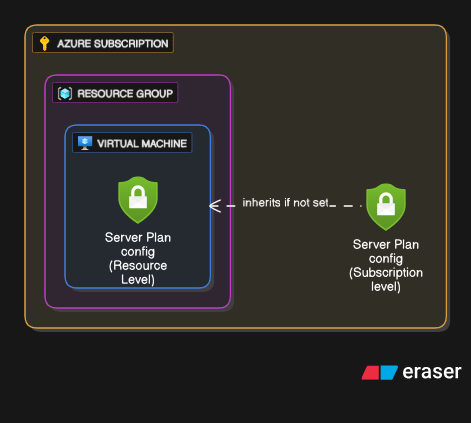 AZURE SUBSCRIPTION
RESOURCE GROUP
VIRTUAL MACHINE
Server Plan
config
(Resource
Level)
inherits if not set
Server Plan
config
(Subscription
level)
eraser